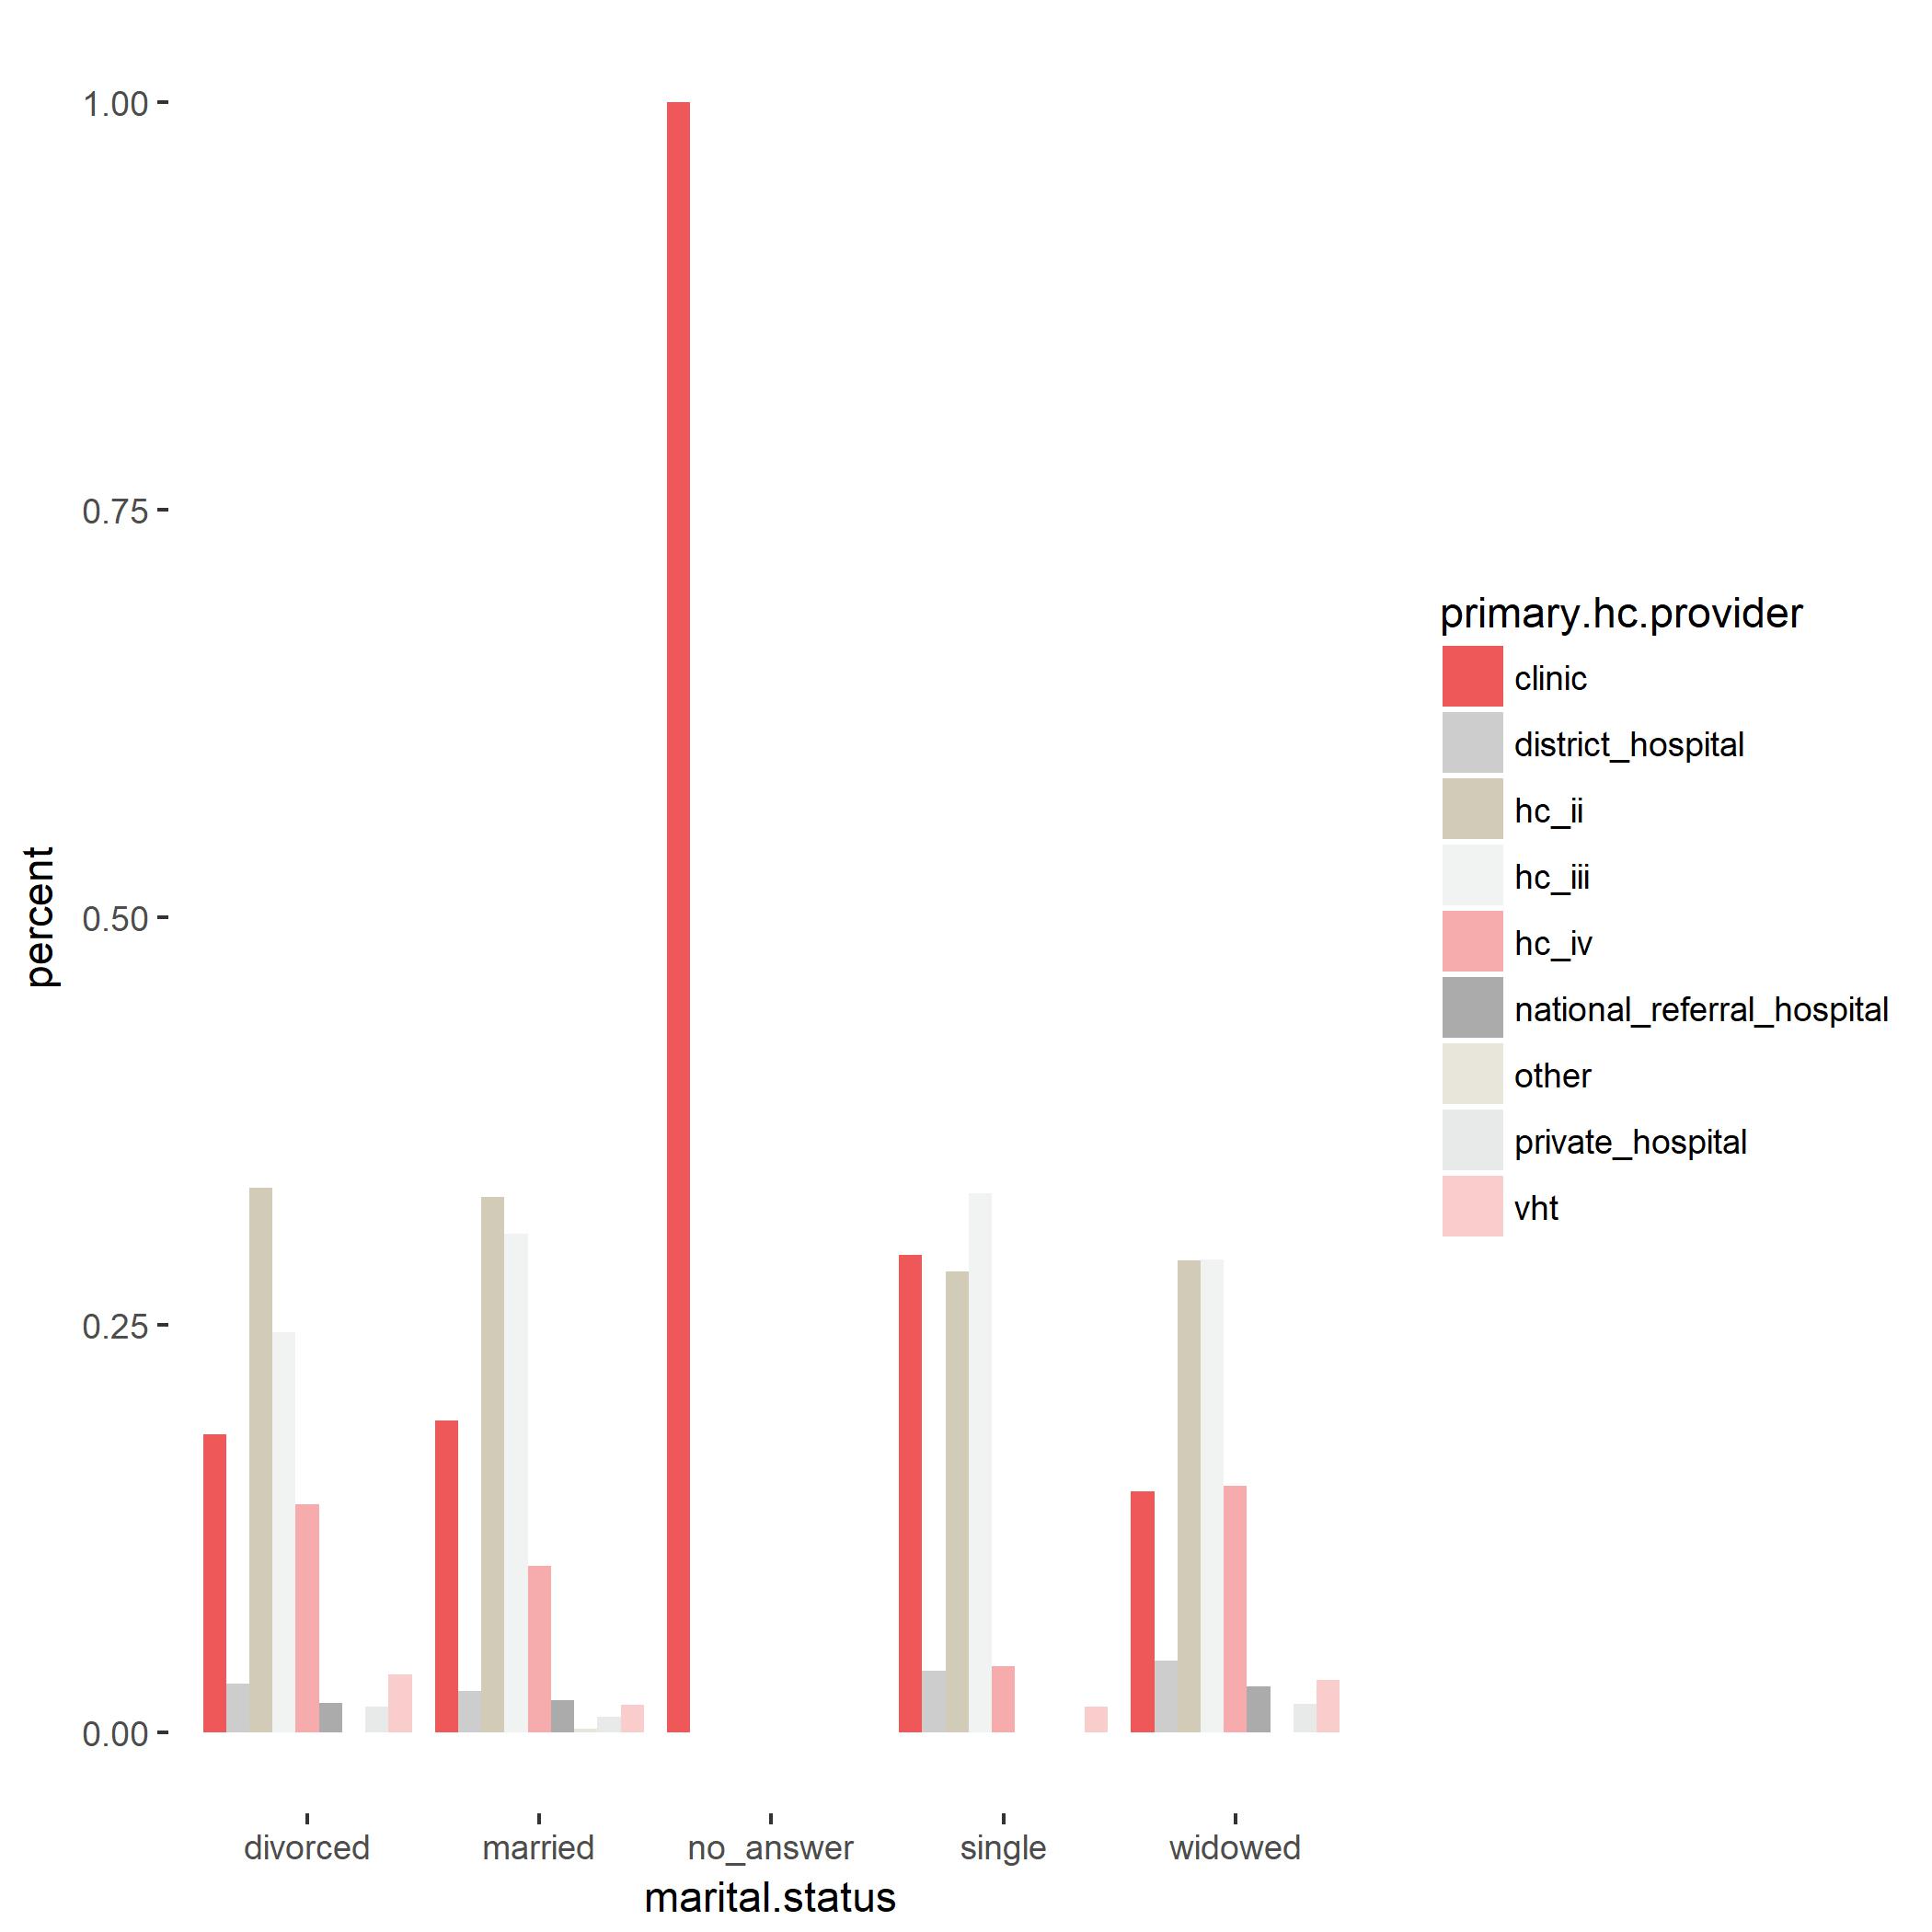 1.00
0.75
0.50
0.25
0.00
percent
divorced married no_answer single widowed
marital.status
primary.hc.provider
clinic
district_hospital
hc_ii
hc_iii
hc_iv
national_referral_hospital
other
private_hospital
vht